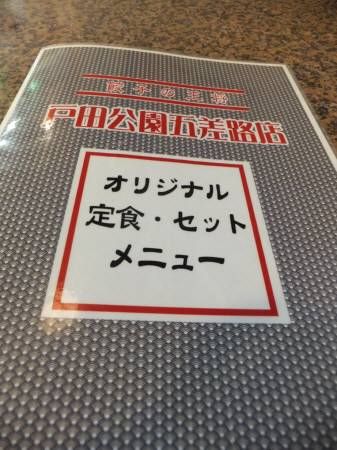 餃子の王将
戸田公園五差路店
オリジナル
定食・セット
メニュー